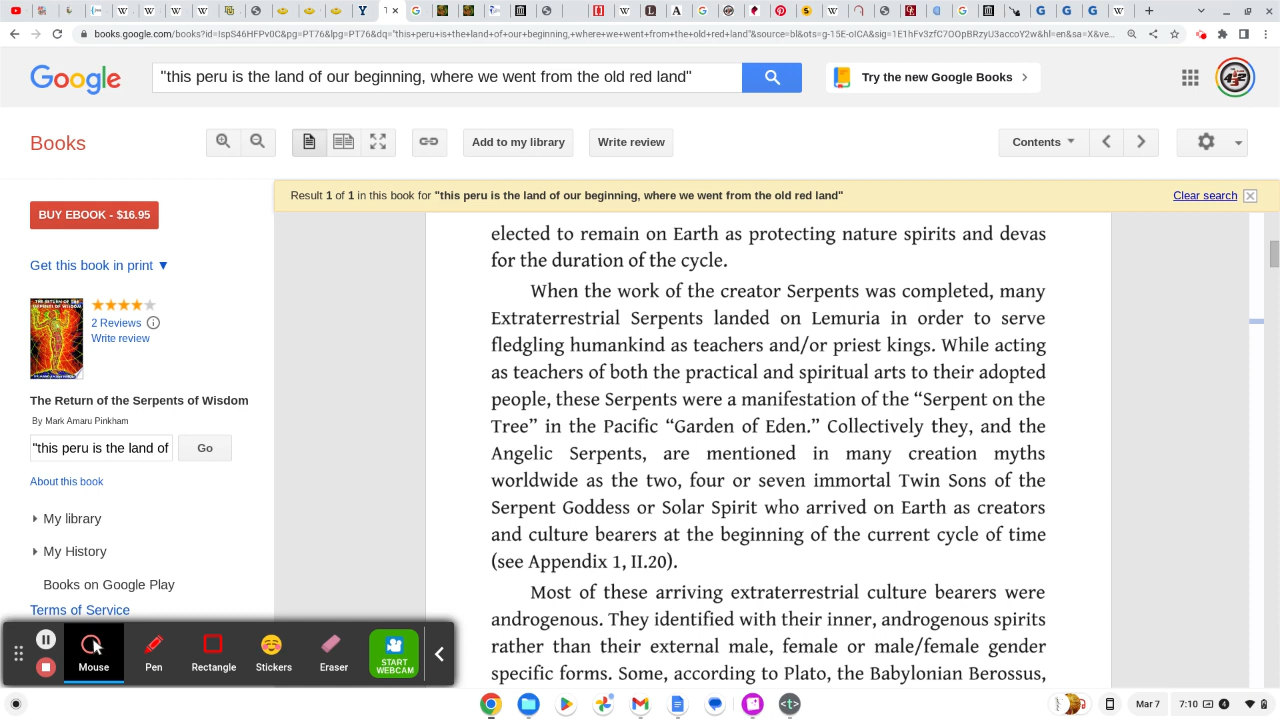 books.google.com/books?id=IspS46HFPv0C&pg=PT76&lpg=PT76&dq="this+peru+is+the+land+of+our+beginning,+where+we+went+from+the+old+red+land"&source=bl&ots=g-15E-oICA&sig=1E1hFv3zfC7OOpBRzyU3accoY2w&hl=en&sa=X&ve...
Google
"this peru is the land of our beginning, where we went from the old red land"
Try the new Google Books
Books
Add to my library
Write review
Contents
Result 1 of 1 in this book for "this peru is the land of our beginning, where we went from the old red land"
Clear search
BUY EBOOK - $16.95
Get this book in print ▼
2 Reviews
Write review
The Return of the Serpents of Wisdom
By Mark Amaru Pinkham
"this peru is the land of
Go
About this book
My library
My History
Books on Google Play
Terms of Service
elected to remain on Earth as protecting nature spirits and devas
for the duration of the cycle.
When the work of the creator Serpents was completed, many
Extraterrestrial Serpents landed on Lemuria in order to serve
fledgling humankind as teachers and/or priest kings. While acting
as teachers of both the practical and spiritual arts to their adopted
people, these Serpents were a manifestation of the “Serpent on the
Tree” in the Pacific “Garden of Eden.” Collectively they, and the
Angelic Serpents, are mentioned in many creation myths
worldwide as the two, four or seven immortal Twin Sons of the
Serpent Goddess or Solar Spirit who arrived on Earth as creators
and culture bearers at the beginning of the current cycle of time
(see Appendix 1, II.20).
Most of these arriving extraterrestrial culture bearers were
androgenous. They identified with their inner, androgenous spirits
rather than their external male, female or male/female gender
specific forms. Some, according to Plato, the Babylonian Berossus,
Mouse
Pen
Rectangle
Stickers
Eraser
START
WEBCAM
Mar 7
7:10